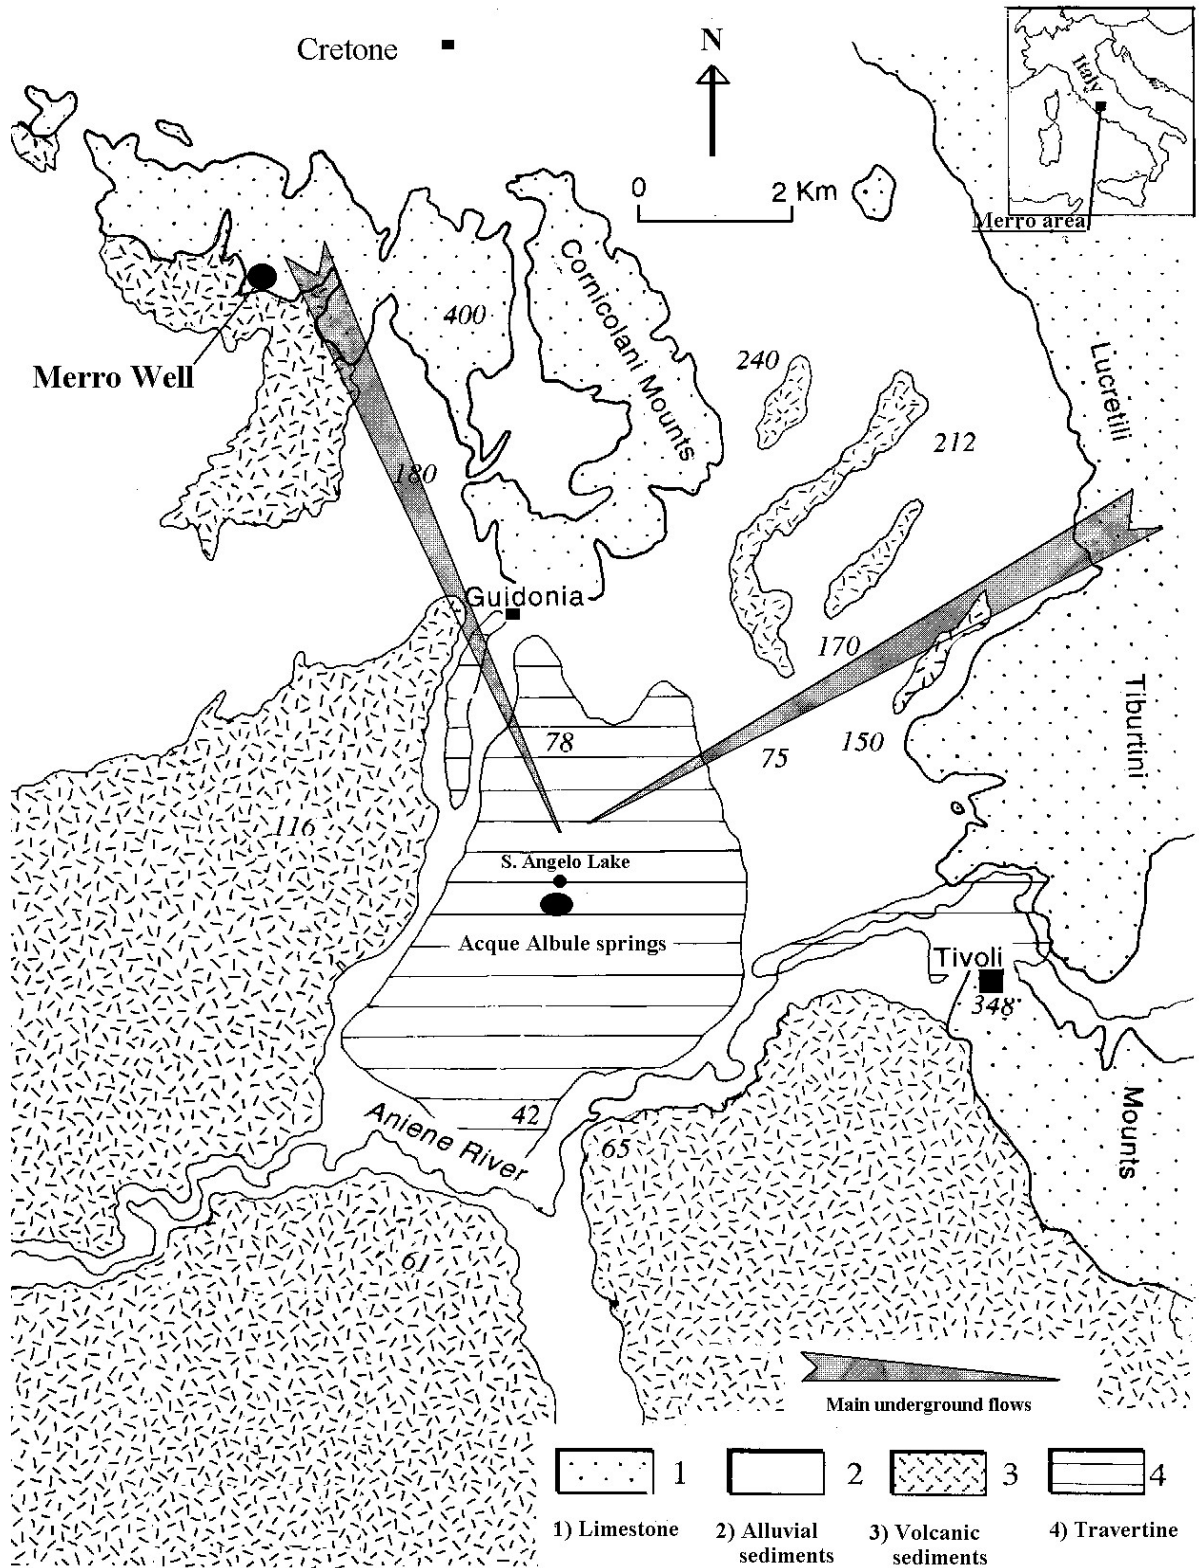 Cretone
N
Italy
0 2 Km
Merro area
Cornicolani Mounts
400
Merro Well
240
Lucretili
212
180
Guidonia
170
Tiburtini
78
75
150
116
S. Angelo Lake
Acque Albule springs
Tivoli
348
Mounts
42
Aniene River
65
61
Main underground flows
1 2 3 4
1) Limestone 2) Alluvial 3) Volcanic 4) Travertine
sediments sediments